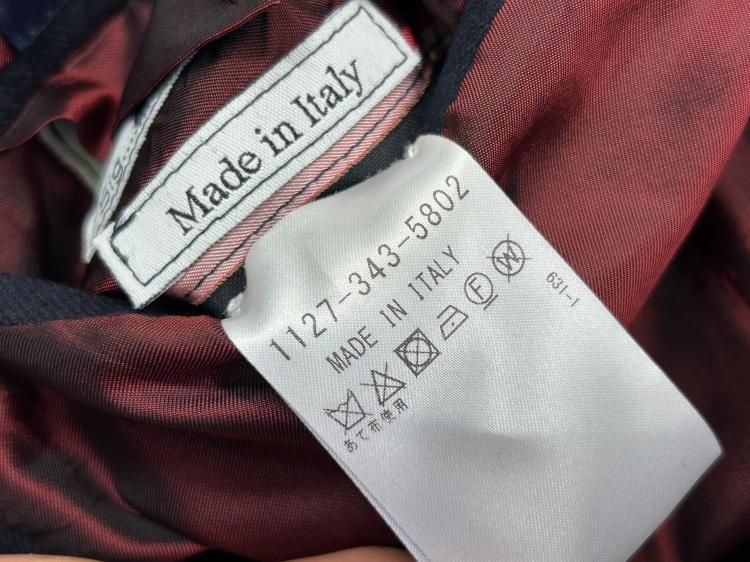 Made in Italy
1127-343-5802
MADE IN ITALY
F W
あて布使用
631-1